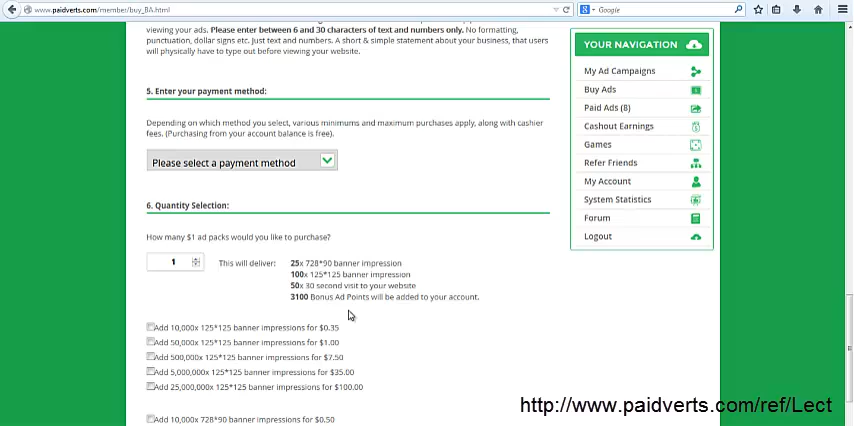 www.paidverts.com/member/buy_BA.html
Google
viewing your ads. Please enter between 6 and 30 characters of text and numbers only. No formatting,
punctuation, dollar signs etc. Just text and numbers. A short & simple statement about your business, that users
will physically have to type out before viewing your website.
5. Enter your payment method:
Depending on which method you select, various minimums and maximum purchases apply, along with cashier
fees. (Purchasing from your account balance is free).
Please select a payment method
6. Quantity Selection:
How many $1 ad packs would you like to purchase?
1
This will deliver:
25x 728*90 banner impression
100x 125*125 banner impression
50x 30 second visit to your website
3100 Bonus Ad Points will be added to your account.
Add 10,000x 125*125 banner impressions for $0.35
Add 50,000x 125*125 banner impressions for $1.00
Add 500,000x 125*125 banner impressions for $7.50
Add 5,000,000x 125*125 banner impressions for $35.00
Add 25,000,000x 125*125 banner impressions for $100.00
Add 10,000x 728*90 banner impressions for $0.50
YOUR NAVIGATION
My Ad Campaigns
Buy Ads
Paid Ads (8)
Cashout Earnings
Games
Refer Friends
My Account
System Statistics
Forum
Logout
http://www.paidverts.com/ref/Lect